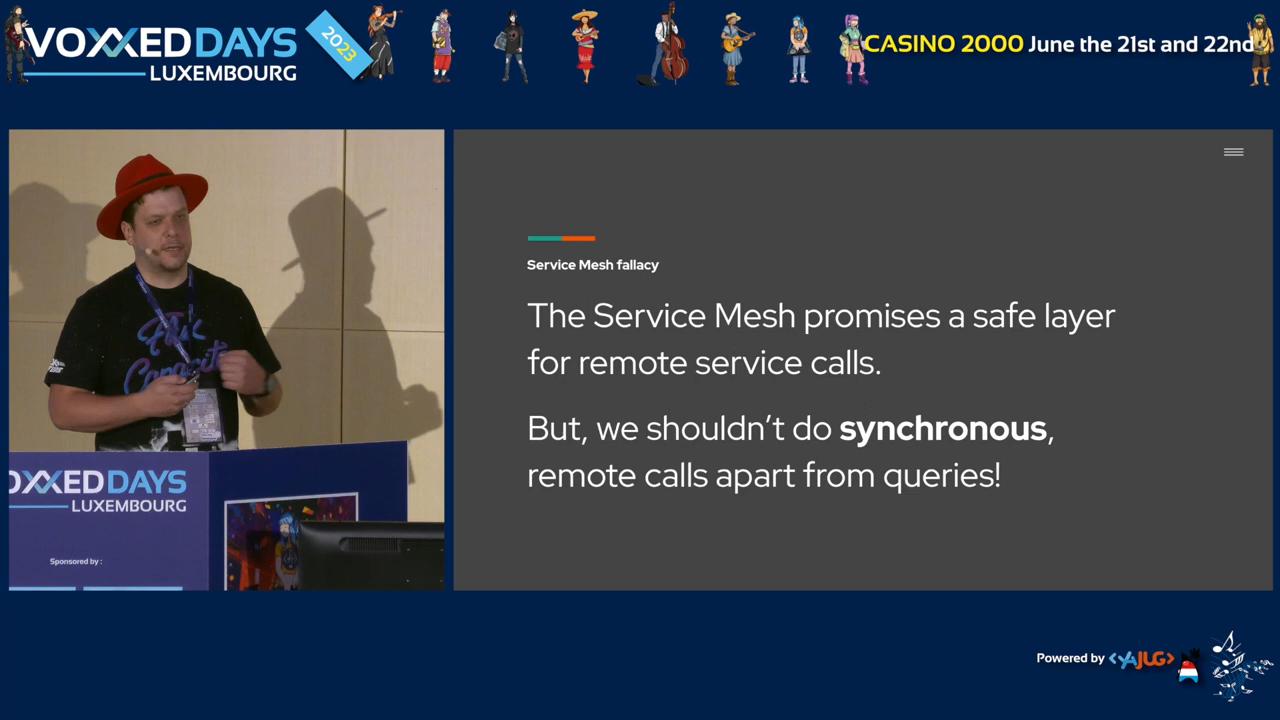 VOXXED DAYS
LUXEMBOURG
2023
CASINO 2000 June the 21st and 22nd
Service Mesh fallacy
The Service Mesh promises a safe layer
for remote service calls.
But, we shouldn't do synchronous,
remote calls apart from queries!
OXXED DAYS
LUXEMBOURG
Sponsored by :
Powered by <YAJUG>